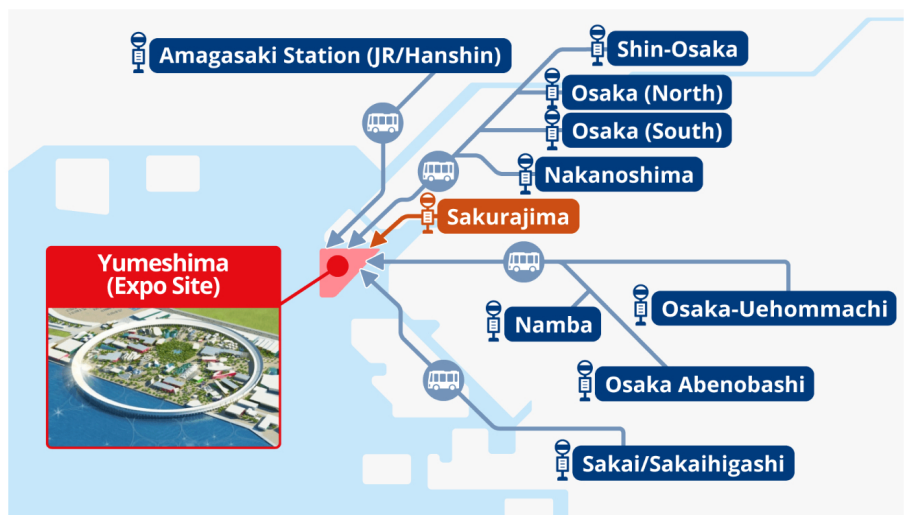 Amagasaki Station (JR/Hanshin)
Shin-Osaka
Osaka (North)
Osaka (South)
Nakanoshima
Sakurajima
Yumeshima
(Expo Site)
Osaka-Uehommachi
Namba
Osaka Abenobashi
Sakai/Sakaihigashi